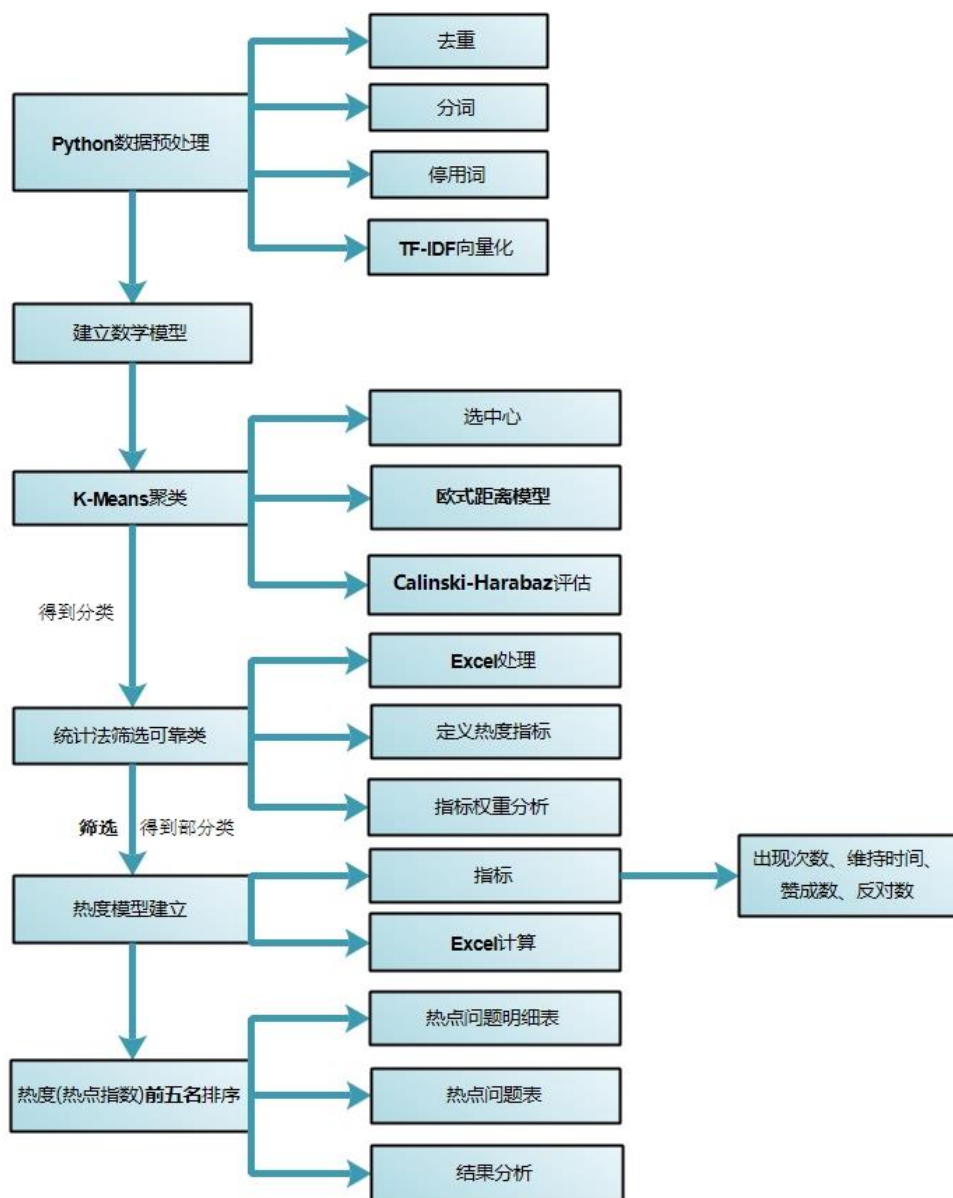 去重
分词
Python数据预处理
停用词
TF-IDF向量化
建立数学模型
选中心
K-Means聚类
欧式距离模型
Calinski-Harabaz评估
得到分类
Excel处理
统计法筛选可靠类
定义热度指标
指标权重分析
筛选 得到部分类
指标
出现次数、维持时间、
赞成数、反对数
热度模型建立
Excel计算
热点问题明细表
热度(热点指数)前五名排序
热点问题表
结果分析